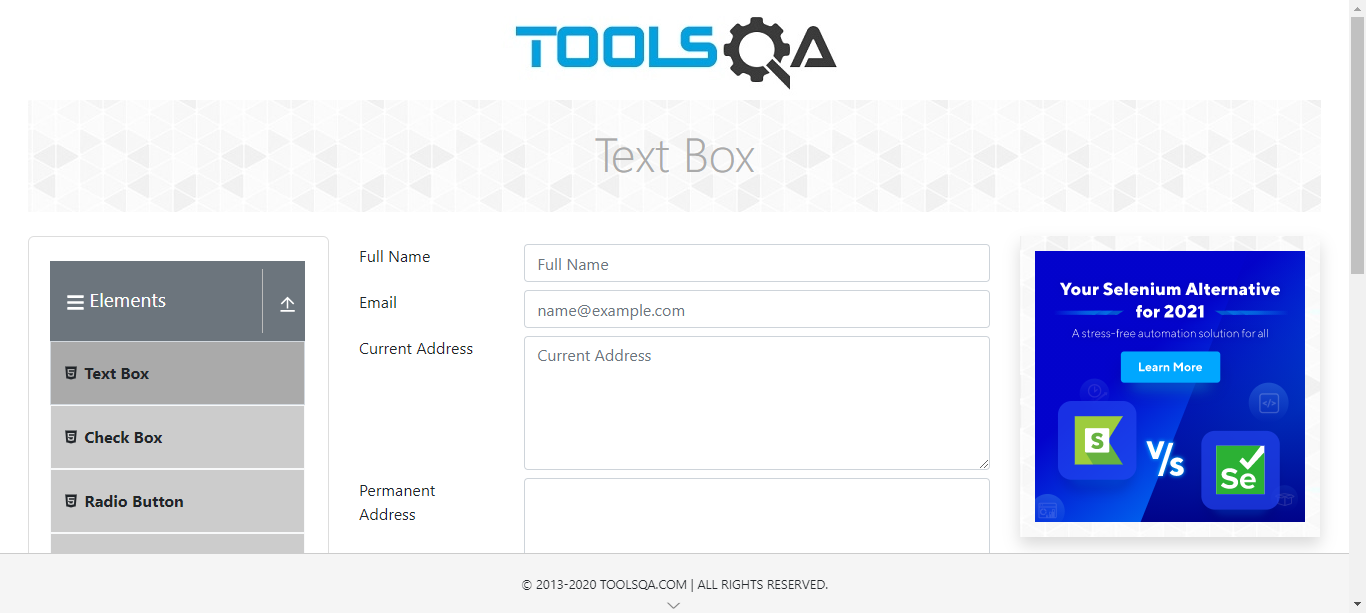 TOOLSQA
Text Box
Elements
Text Box
Check Box
Radio Button
Full Name
Full Name
Email
name@example.com
Current Address
Current Address
Permanent
Address
Your Selenium Alternative
for 2021
A stress-free automation solution for all
Learn More
S
V/s
Se
© 2013-2020 TOOLSQA.COM | ALL RIGHTS RESERVED.